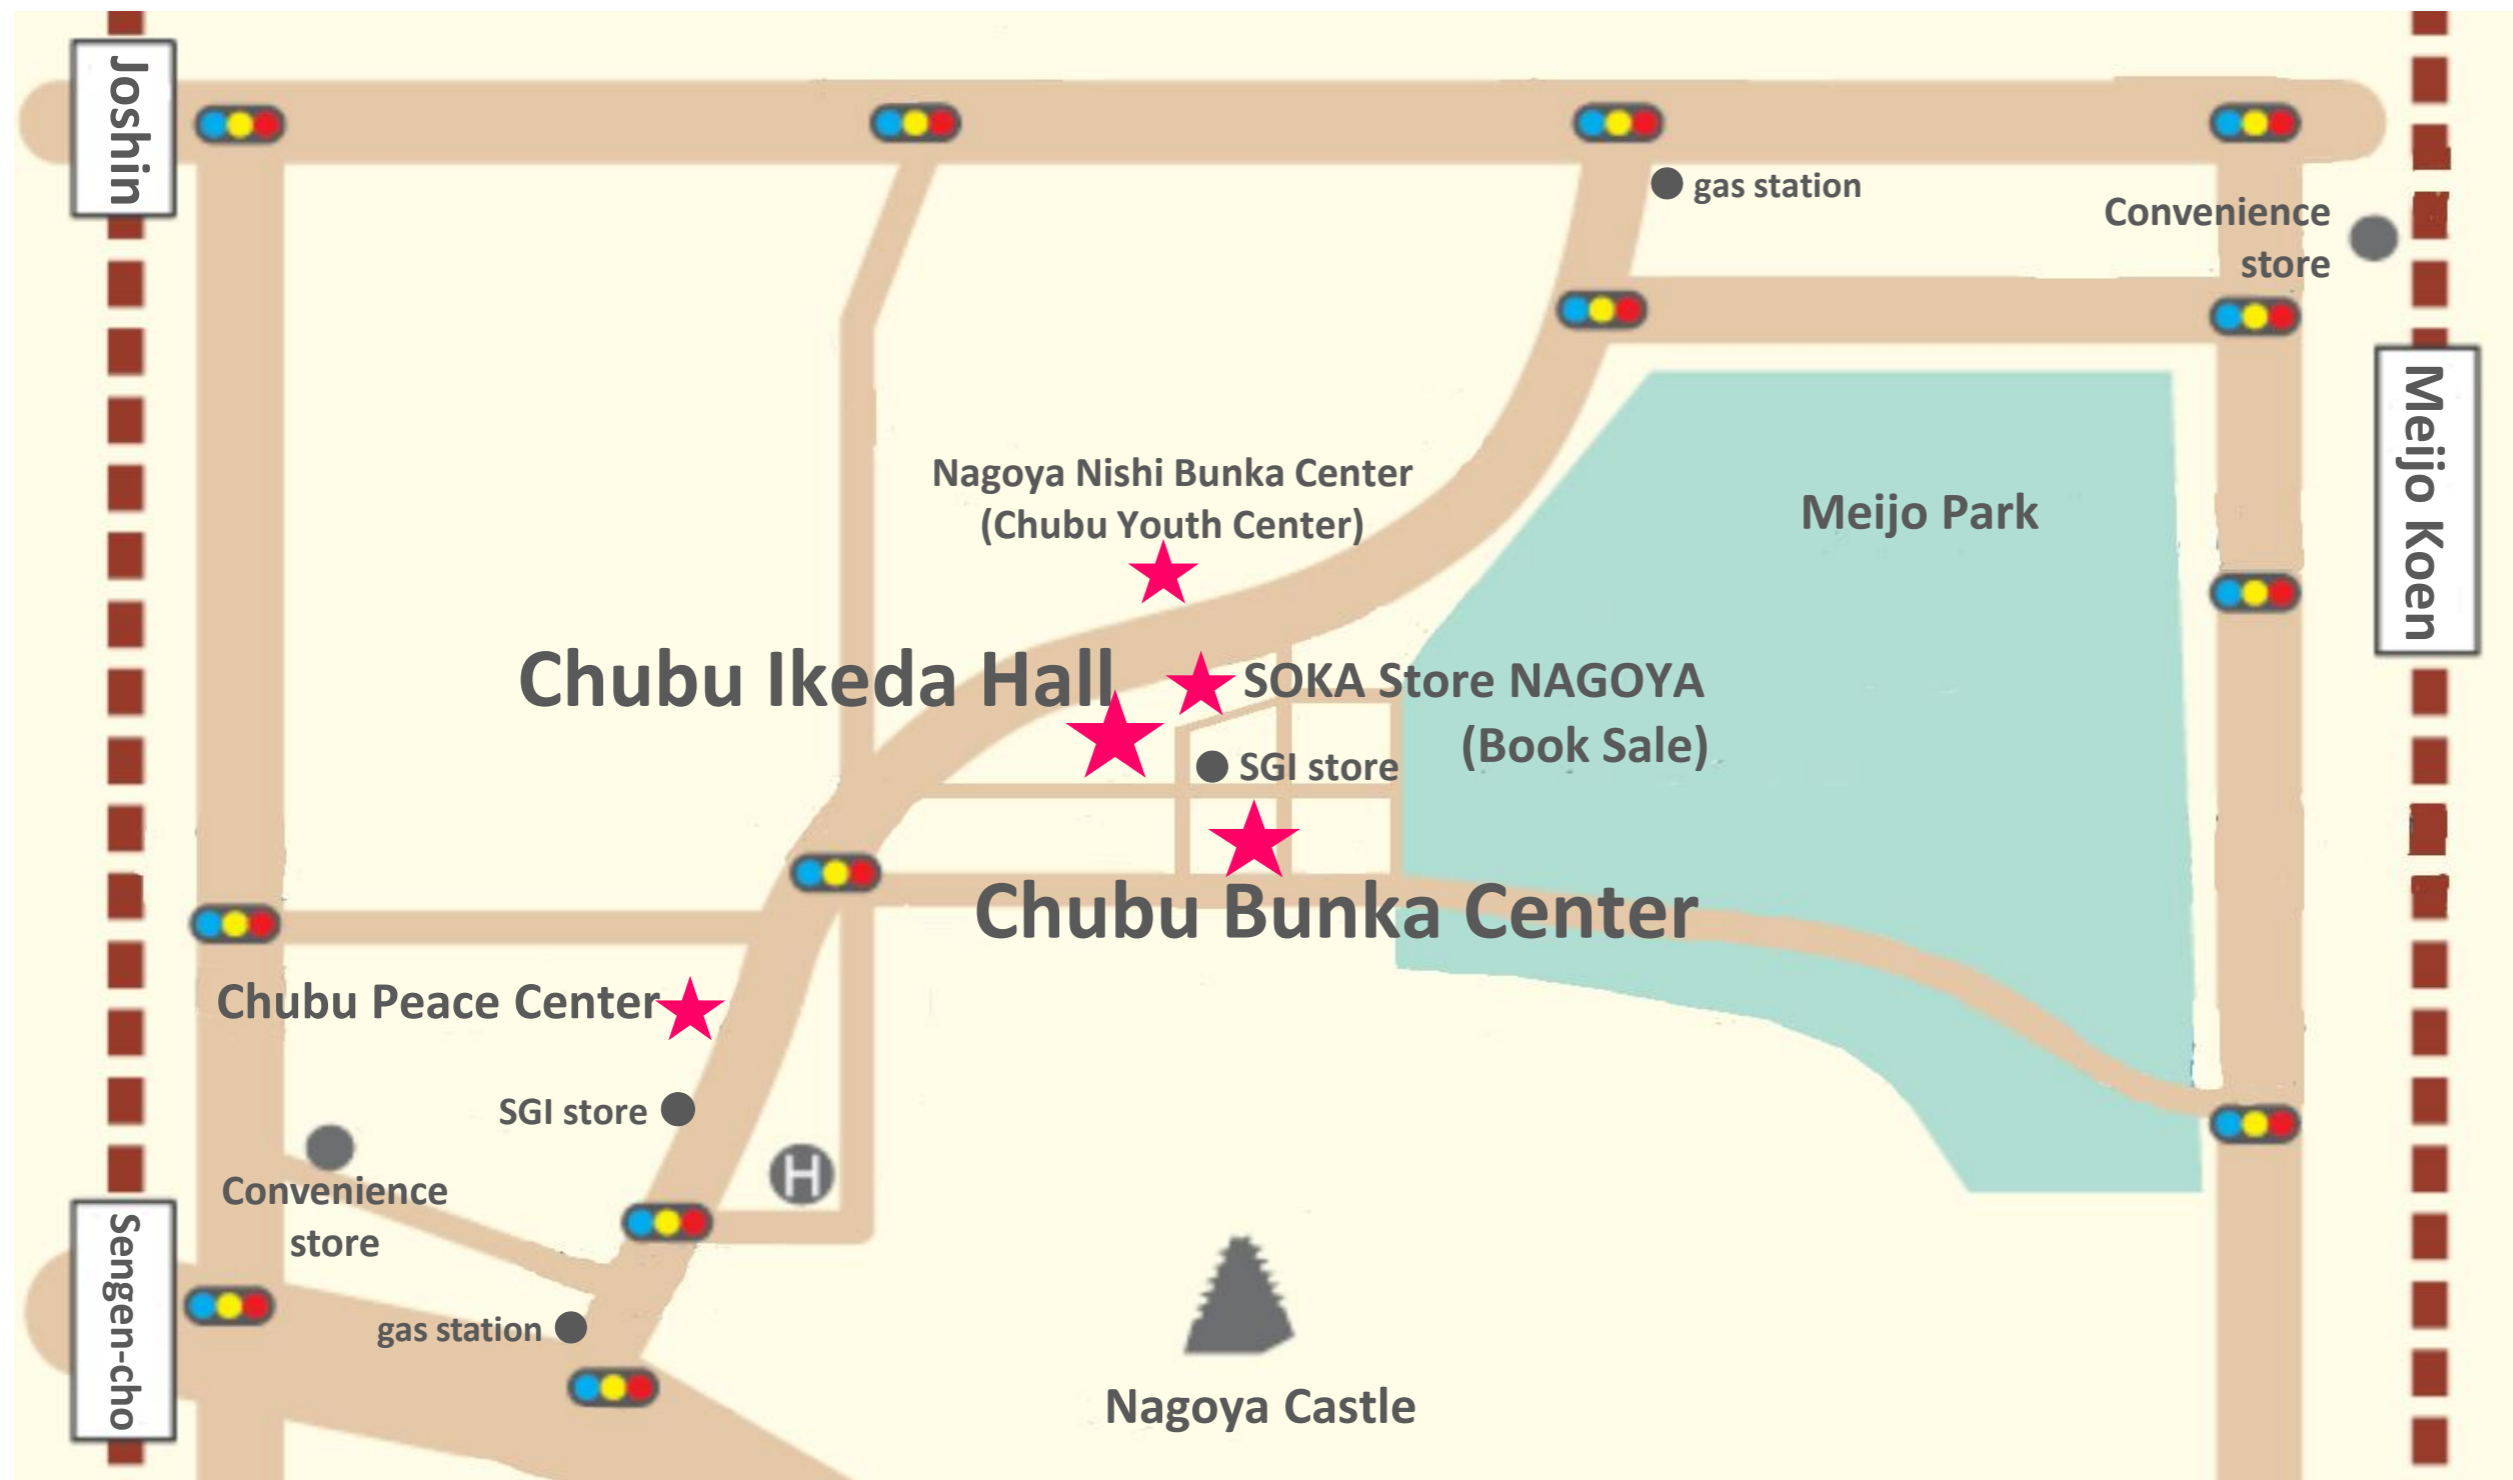 Joshin
gas station
Convenience
store
Meijo Koen
Nagoya Nishi Bunka Center
(Chubu Youth Center)
Meijo Park
Chubu Ikeda Hall
SOKA Store NAGOYA
(Book Sale)
SGI store
Chubu Bunka Center
Chubu Peace Center
SGI store
H
Convenience
store
Sengen-cho
gas station
Nagoya Castle